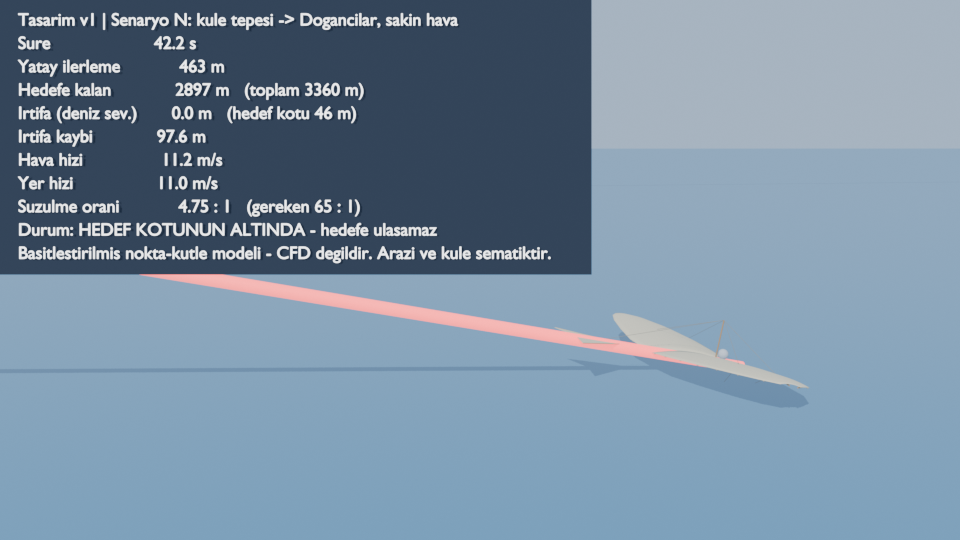 Tasarim v1 | Senaryo N: kule tepesi -> Dogancilar, sakin hava
Sure 42.2 s
Yatay ilerleme 463 m
Hedefe kalan 2897 m (toplam 3360 m)
Irtifa (deniz sev.) 0.0 m (hedef kotu 46 m)
Irtifa kaybi 97.6 m
Hava hizi 11.2 m/s
Yer hizi 11.0 m/s
Suzulme orani 4.75 : 1 (gereken 65 : 1)
Durum: HEDEF KOTUNUN ALTINDA - hedefe ulasamaz
Basitlestirilmis nokta-kutle modeli - CFD degildir. Arazi ve kule sematiktir.